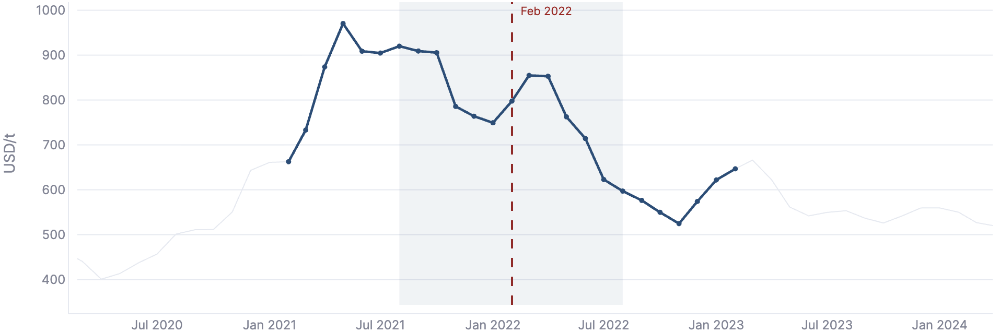 1000
Feb 2022
900
800
700
600
500
400
USD/t
Jul 2020
Jan 2021
Jul 2021
Jan 2022
Jul 2022
Jan 2023
Jul 2023
Jan 2024